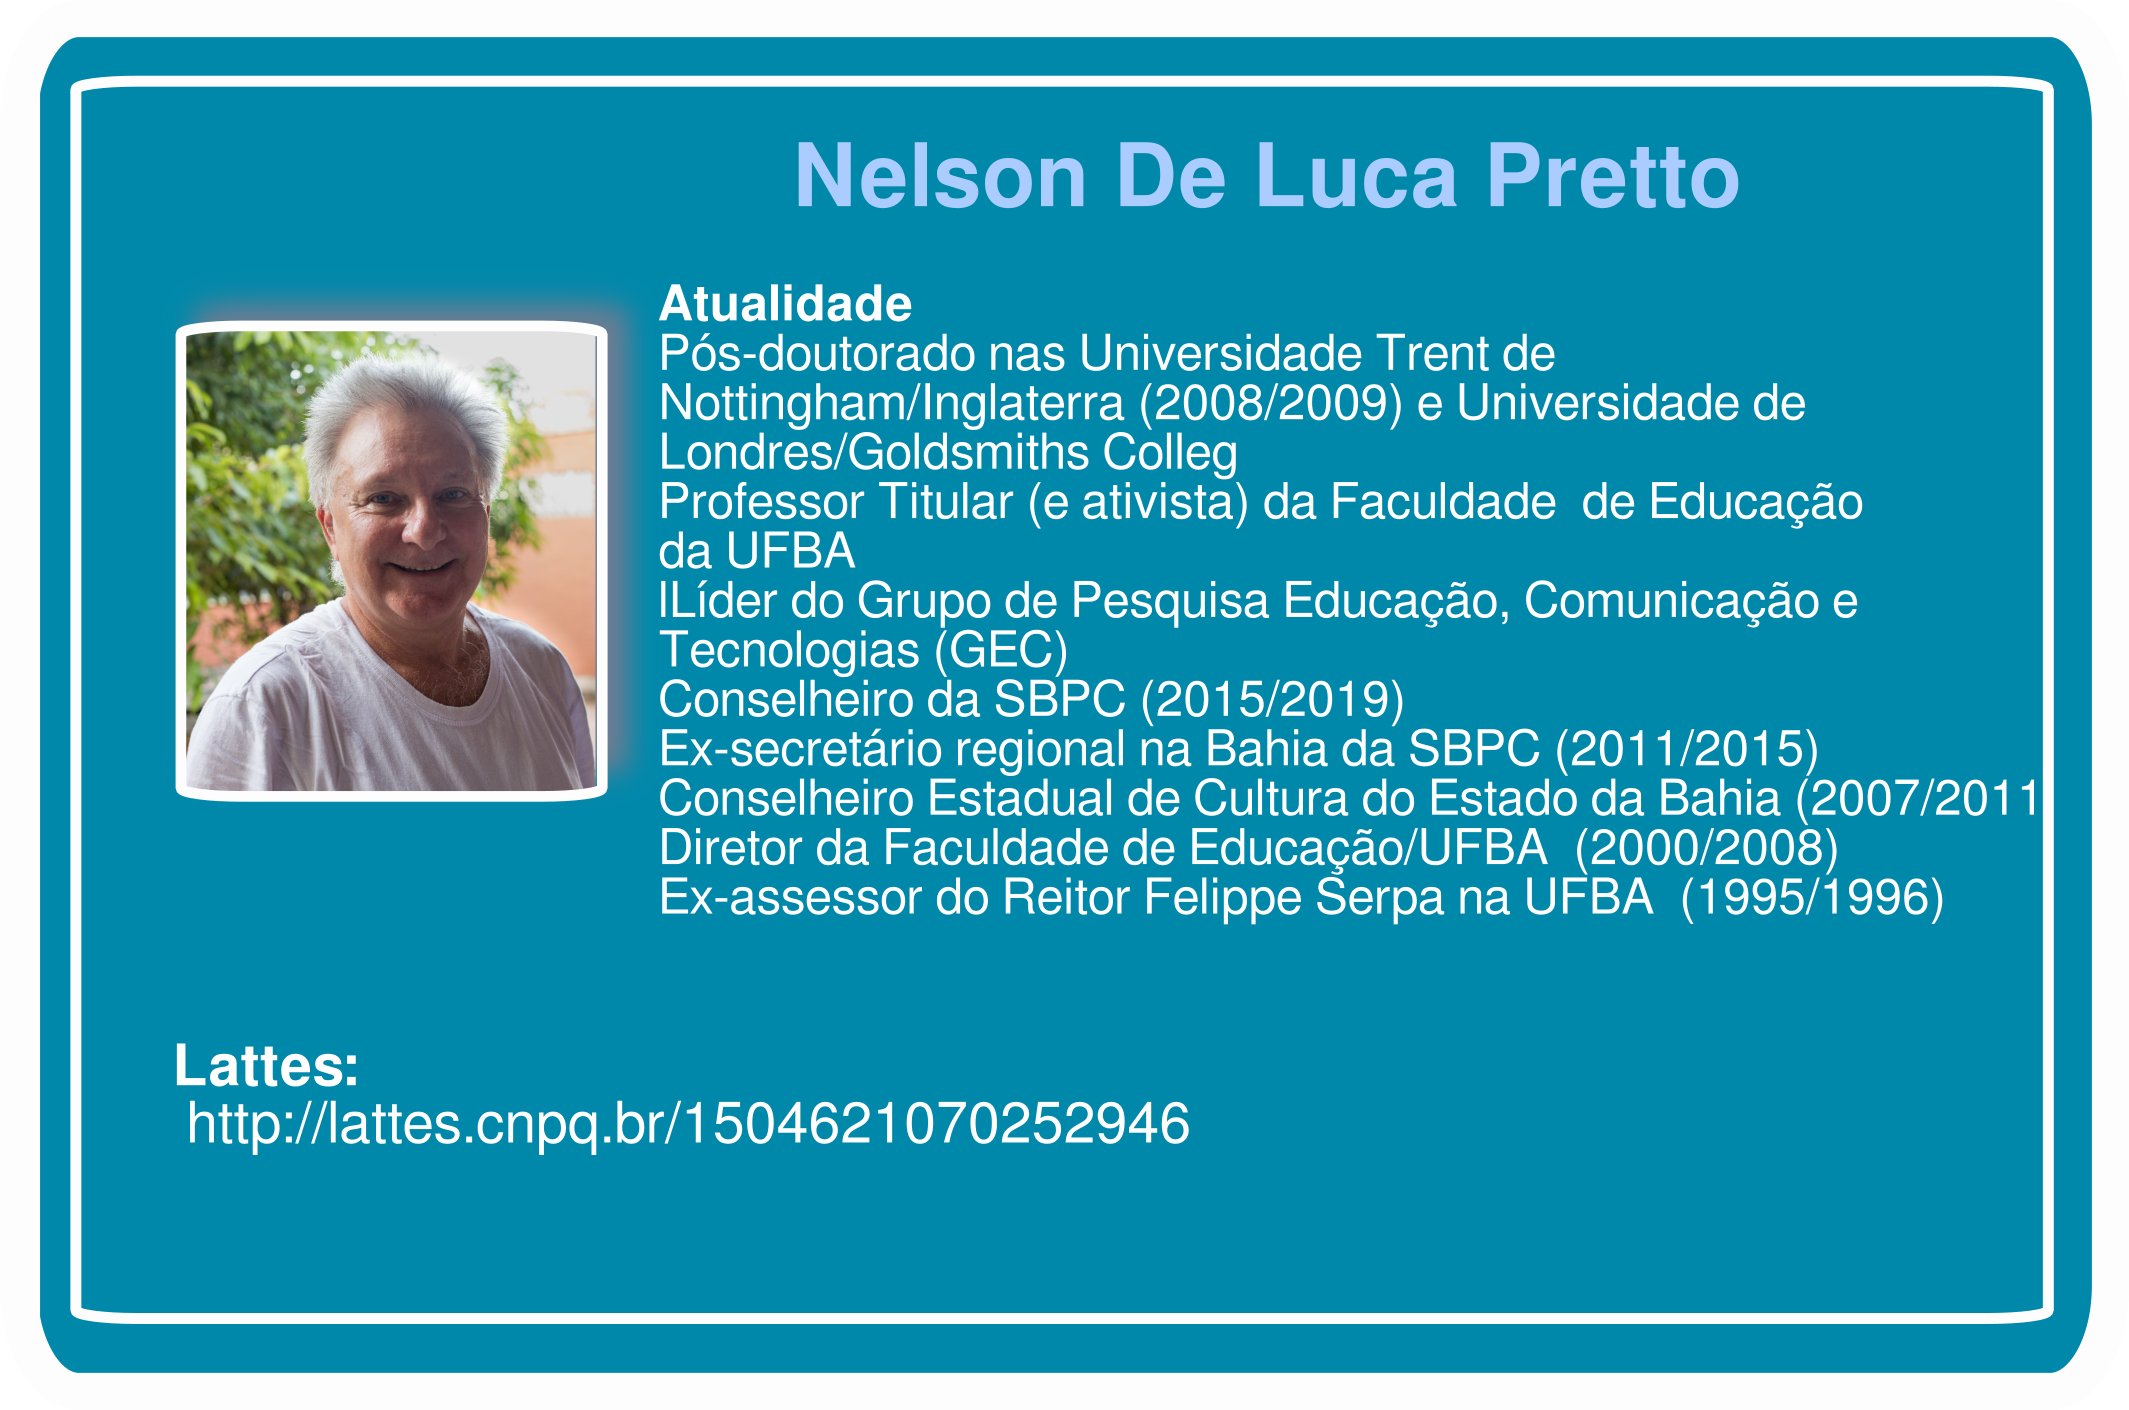 Nelson De Luca Pretto
Atualidade
Pós-doutorado nas Universidade Trent de
Nottingham/Inglaterra (2008/2009) e Universidade de
Londres/Goldsmiths Colleg
Professor Titular (e ativista) da Faculdade  de Educação
da UFBA
lLíder do Grupo de Pesquisa Educação, Comunicação e
Tecnologias (GEC)
Conselheiro da SBPC (2015/2019)
Ex-secretário regional na Bahia da SBPC (2011/2015)
Conselheiro Estadual de Cultura do Estado da Bahia (2007/2011
Diretor da Faculdade de Educação/UFBA  (2000/2008)
Ex-assessor do Reitor Felippe Serpa na UFBA  (1995/1996)
Lattes:
http://lattes.cnpq.br/1504621070252946